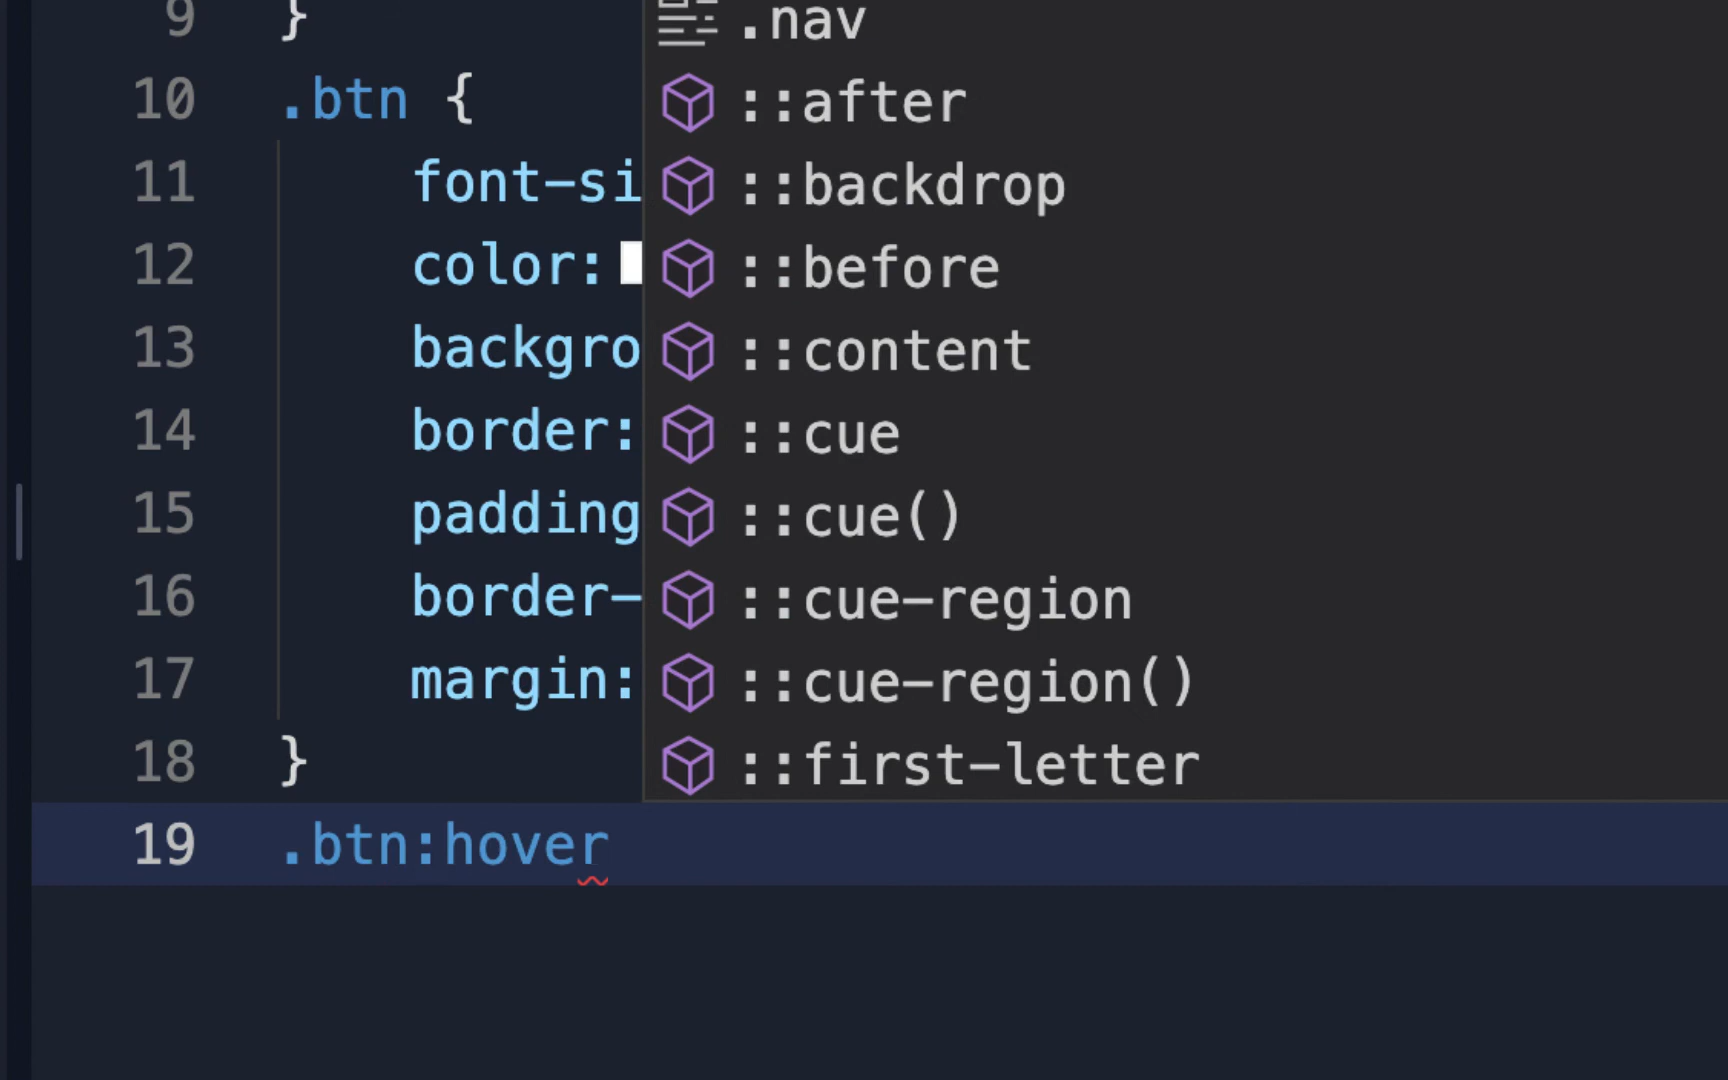 9 }
10 .btn {
11 font-si
12 color:
13 backgro
14 border:
15 padding
16 border-
17 margin:
18 }
19 .btn:hover
.nav
::after
::backdrop
::before
::content
::cue
::cue()
::cue-region
::cue-region()
::first-letter